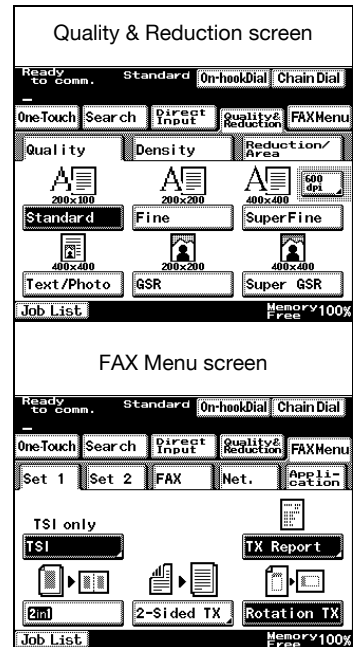 Quality & Reduction screen
Ready to comm. Standard On-hookDial Chain Dial
One-Touch Search Direct Input Quality& Reduction FAXMenu
Quality Density Reduction/ Area
200x100 200x200 400x400 600 dpi
Standard Fine SuperFine
400x400 200x200 400x400
Text/Photo GSR Super GSR
Job List Memory Free 100%
FAX Menu screen
Ready to comm. Standard On-hookDial Chain Dial
One-Touch Search Direct Input Quality& Reduction FAXMenu
Set 1 Set 2 FAX Net. Appli- cation
TSI only
TSI TX Report
2in1 2-Sided TX Rotation TX
Job List Memory Free 100%